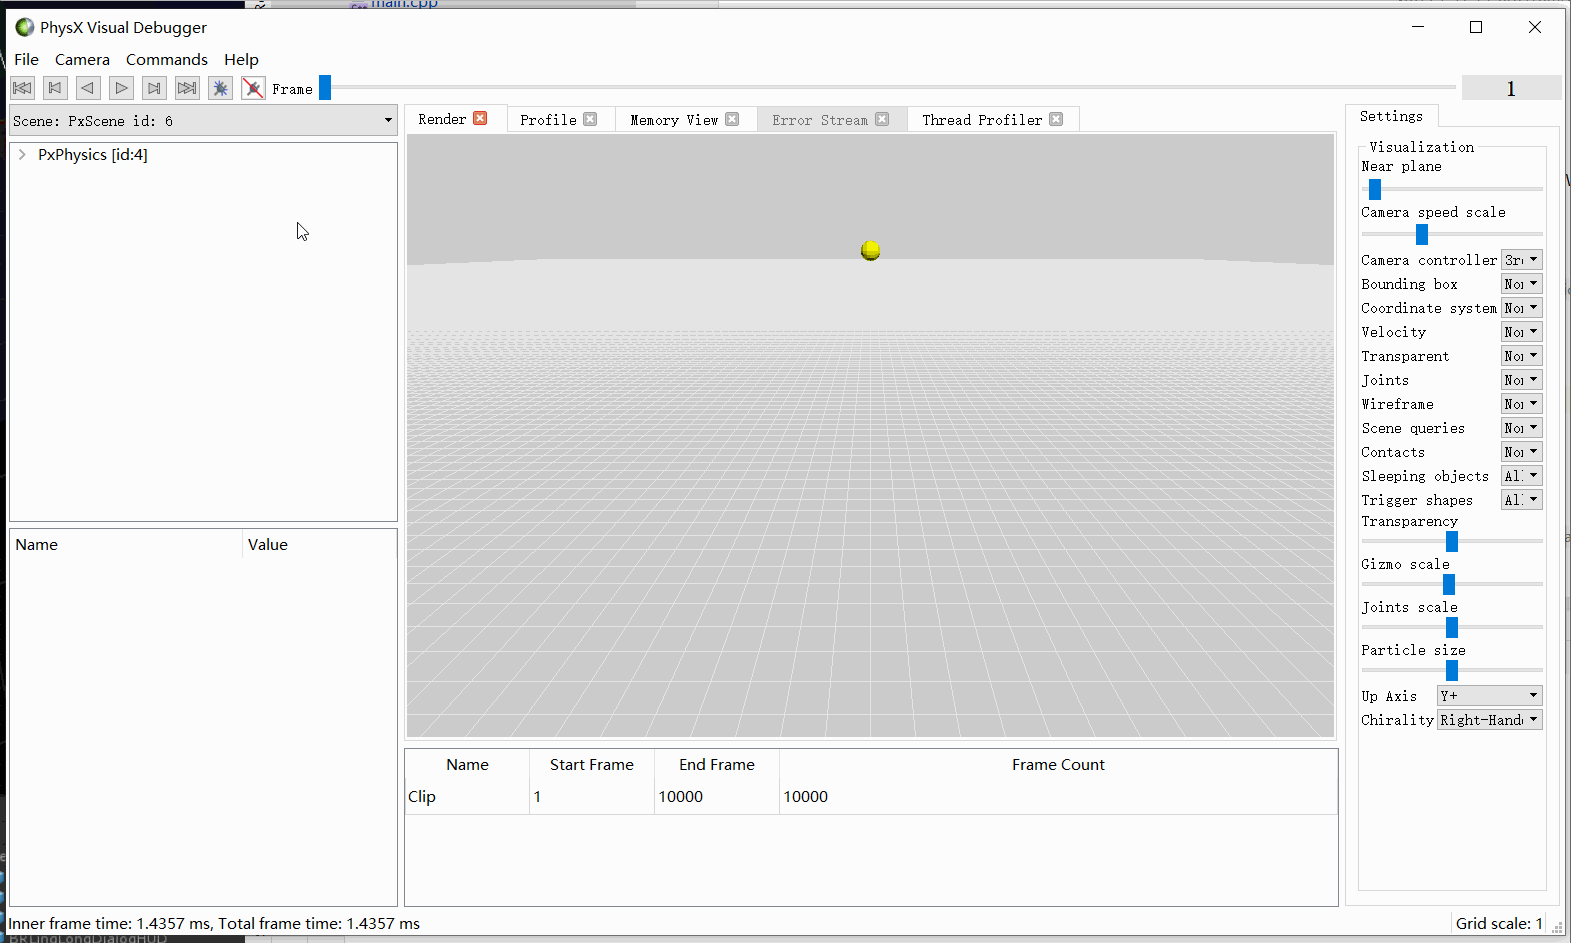 main.cpp
PhysX Visual Debugger
File Camera Commands Help
Frame 1
Scene: PxScene id: 6
PxPhysics [id:4]
Name Value
Render Profile Memory View Error Stream Thread Profiler
Name Start Frame End Frame Frame Count
Clip 1 10000 10000
Settings
Visualization
Near plane
Camera speed scale
Camera controller 3r
Bounding box No
Coordinate system No
Velocity No
Transparent No
Joints No
Wireframe No
Scene queries No
Contacts No
Sleeping objects Al
Trigger shapes Al
Transparency
Gizmo scale
Joints scale
Particle size
Up Axis Y+
Chirality Right-Hand
Inner frame time: 1.4357 ms, Total frame time: 1.4357 ms
Grid scale: 1